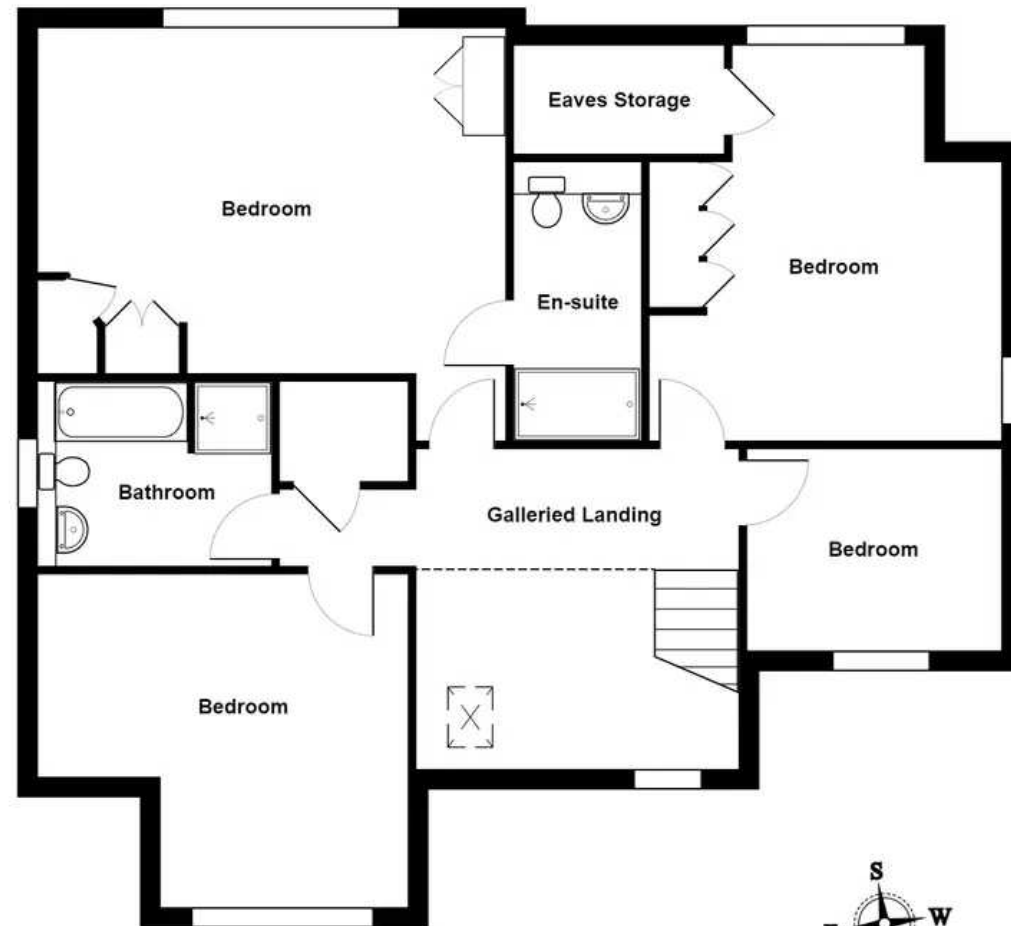 Eaves Storage
Bedroom
Bedroom
En-suite
Bathroom
Galleried Landing
Bedroom
Bedroom
S
W